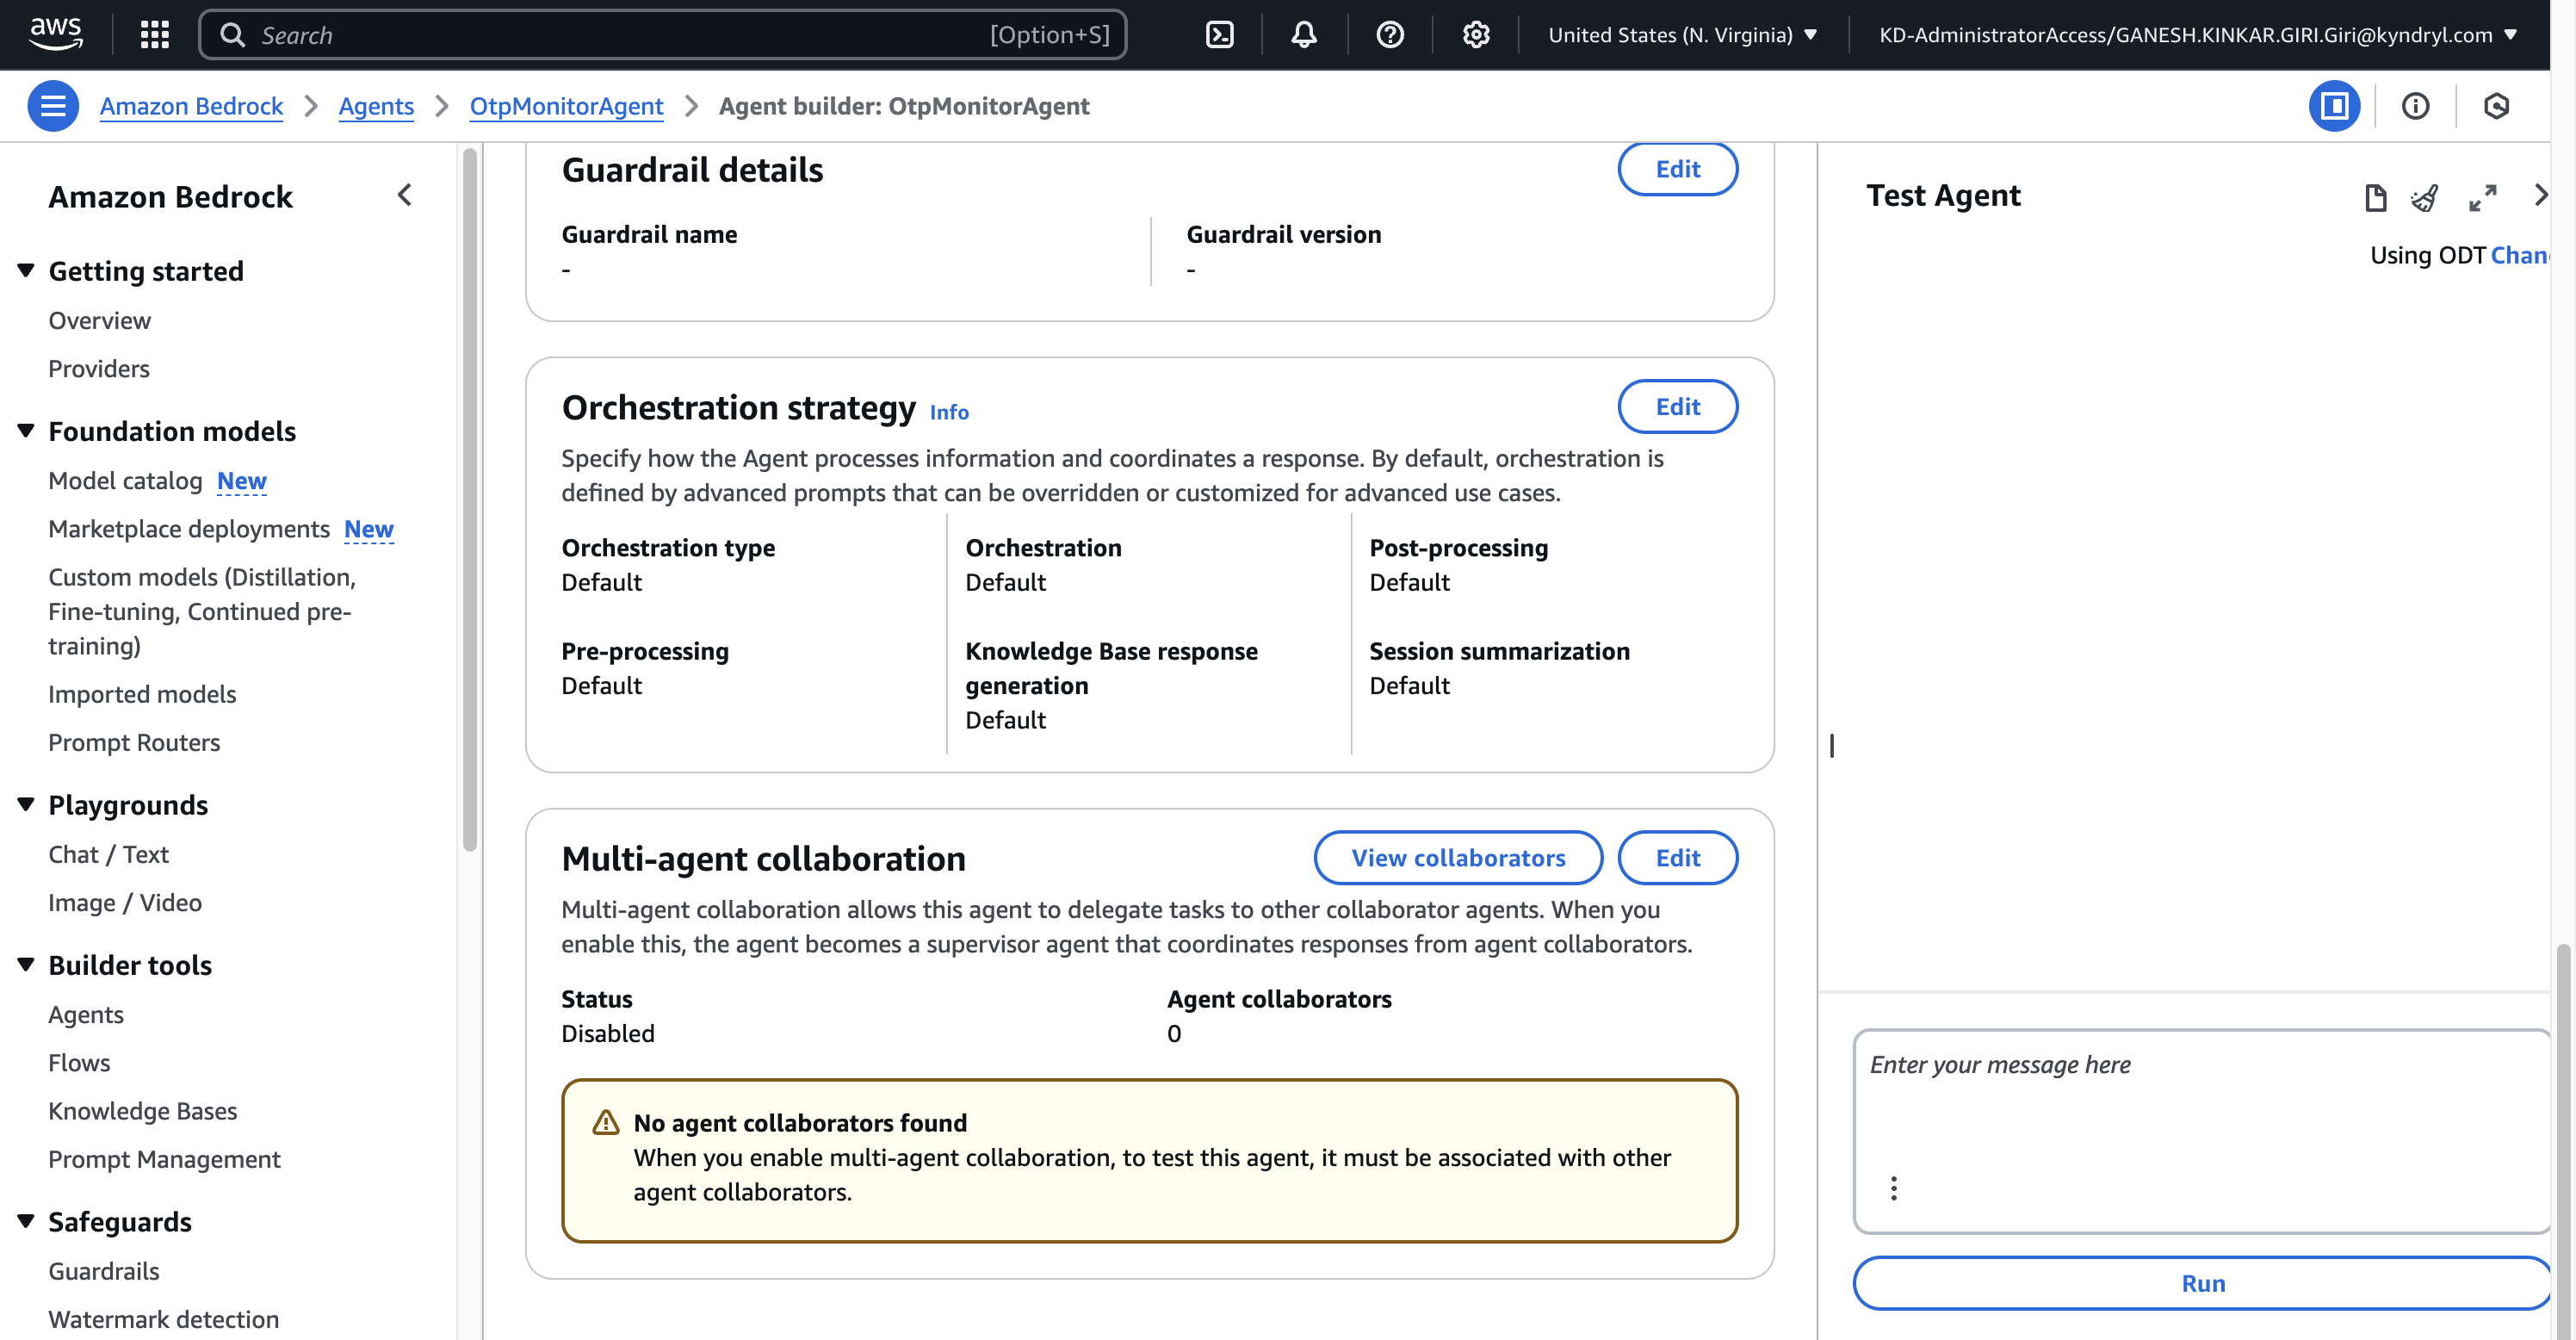 aws
Search
[Option+S]
United States (N. Virginia)
KD-AdministratorAccess/GANESH.KINKAR.GIRI.Giri@kyndryl.com
Amazon Bedrock
Agents
OtpMonitorAgent
Agent builder: OtpMonitorAgent
Amazon Bedrock
Getting started
Overview
Providers
Foundation models
Model catalog New
Marketplace deployments New
Custom models (Distillation,
Fine-tuning, Continued pre-
training)
Imported models
Prompt Routers
Playgrounds
Chat / Text
Image / Video
Builder tools
Agents
Flows
Knowledge Bases
Prompt Management
Safeguards
Guardrails
Watermark detection
Guardrail details
Edit
Guardrail name
-
Guardrail version
-
Orchestration strategy Info
Edit
Specify how the Agent processes information and coordinates a response. By default, orchestration is
defined by advanced prompts that can be overridden or customized for advanced use cases.
Orchestration type
Default
Orchestration
Default
Post-processing
Default
Pre-processing
Default
Knowledge Base response
generation
Default
Session summarization
Default
Multi-agent collaboration
View collaborators
Edit
Multi-agent collaboration allows this agent to delegate tasks to other collaborator agents. When you
enable this, the agent becomes a supervisor agent that coordinates responses from agent collaborators.
Status
Disabled
Agent collaborators
0
No agent collaborators found
When you enable multi-agent collaboration, to test this agent, it must be associated with other
agent collaborators.
Test Agent
Using ODT
Enter your message here
Run